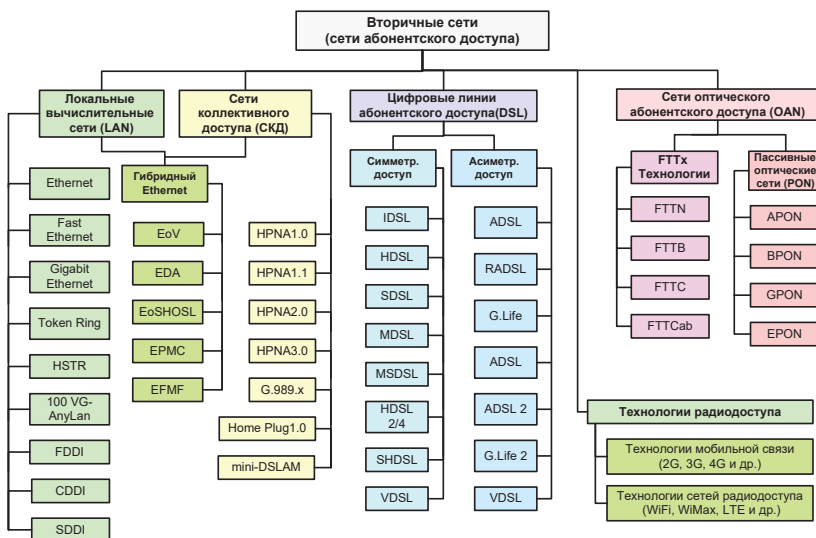 Вторичные сети
(сети абонентского доступа)
Локальные
вычислительные
сети (LAN)
Сети
коллективного
доступа (СКД)
Цифровые линии
абонентского доступа(DSL)
Сети оптического
абонентского доступа (OAN)
Гибридный
Ethernet
Симметр.
доступ
Асиметр.
доступ
FTTx
Технологии
Пассивные
оптические
сети (PON)
Ethernet
Fast
Ethernet
Gigabit
Ethernet
Token Ring
HSTR
100 VG-
AnyLan
FDDI
CDDI
SDDI
EoV
EDA
EoSHOSL
EPMC
EFMF
HPNA1.0
HPNA1.1
HPNA2.0
HPNA3.0
G.989.x
Home Plug1.0
mini-DSLAM
IDSL
HDSL
SDSL
MDSL
MSDSL
HDSL
2/4
SHDSL
VDSL
ADSL
RADSL
G.Life
ADSL
ADSL 2
G.Life 2
VDSL
FTTN
FTTB
FTTC
FTTCab
APON
BPON
GPON
EPON
Технологии радиодоступа
Технологии мобильной связи
(2G, 3G, 4G и др.)
Технологии сетей радиодоступа
(WiFi, WiMax, LTE и др.)